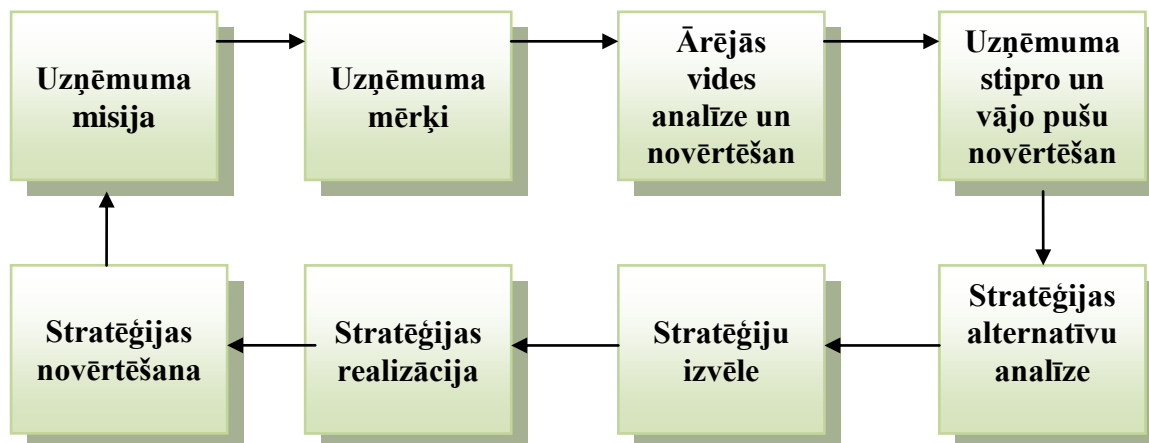 Uzņēmuma
misija
Uzņēmuma
mērķi
Ārējās
vides
analīze un
novērtēšan
Uzņēmuma
stipro un
vājo pušu
novērtēšan
Stratēģijas
alternatīvu
analīze
Stratēģiju
izvēle
Stratēģijas
realizācija
Stratēģijas
novērtēšana